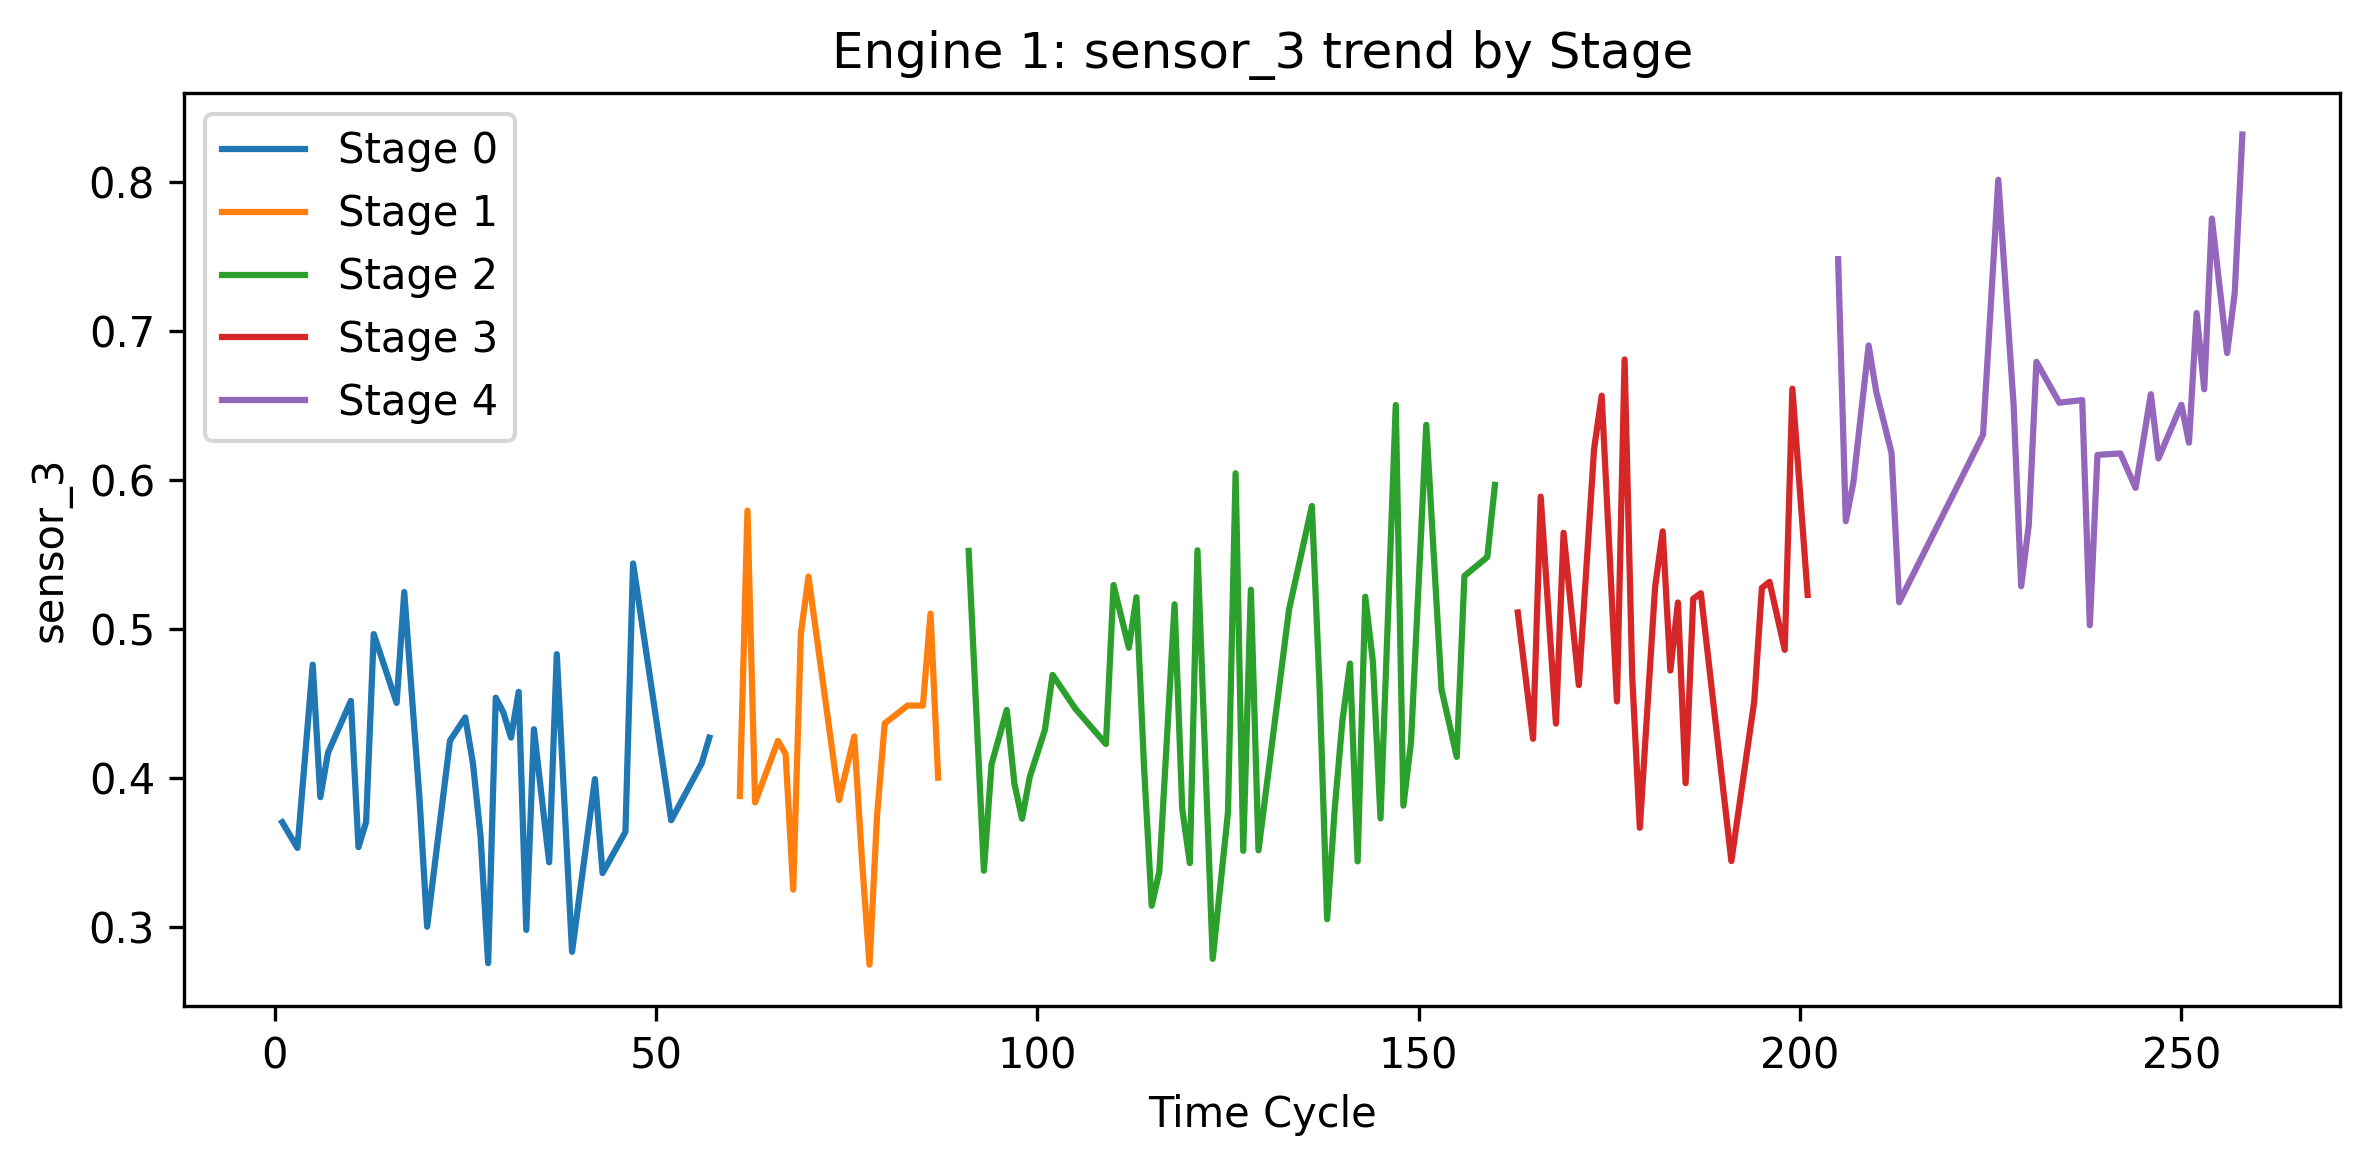 Engine 1: sensor_3 trend by Stage
Stage 0
Stage 1
Stage 2
Stage 3
Stage 4
sensor_3
0.8
0.7
0.6
0.5
0.4
0.3
0 50 100 150 200 250
Time Cycle